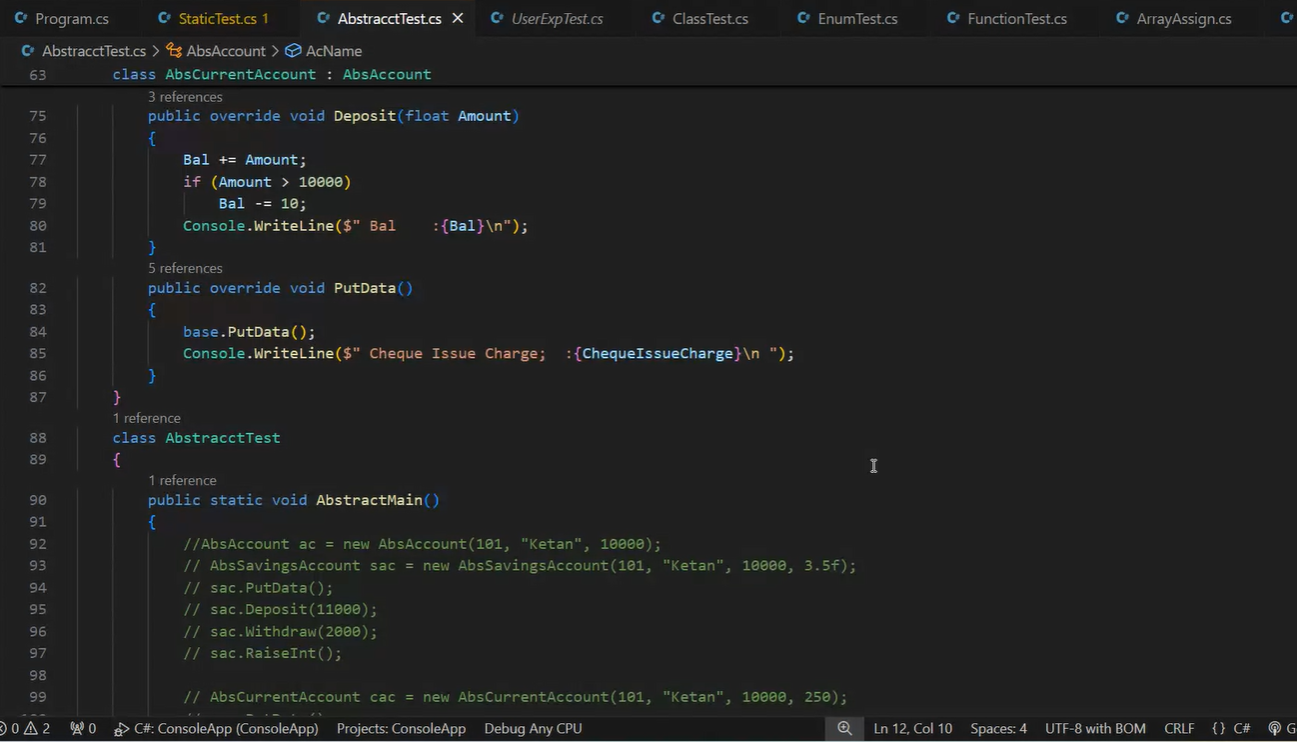 Program.cs StaticTest.cs 1 AbstracctTest.cs UserExpTest.cs ClassTest.cs EnumTest.cs FunctionTest.cs ArrayAssign.cs
AbstracctTest.cs > AbsAccount > AcName
63 class AbsCurrentAccount : AbsAccount
3 references
75 public override void Deposit(float Amount)
76 {
77 Bal += Amount;
78 if (Amount > 10000)
79 Bal -= 10;
80 Console.WriteLine($" Bal    :{Bal}\n");
81 }
5 references
82 public override void PutData()
83 {
84 base.PutData();
85 Console.WriteLine($" Cheque Issue Charge;  :{ChequeIssueCharge}\n ");
86 }
87 }
1 reference
88 class AbstracctTest
89 {
1 reference
90 public static void AbstractMain()
91 {
92 //AbsAccount ac = new AbsAccount(101, "Ketan", 10000);
93 // AbsSavingsAccount sac = new AbsSavingsAccount(101, "Ketan", 10000, 3.5f);
94 // sac.PutData();
95 // sac.Deposit(11000);
96 // sac.Withdraw(2000);
97 // sac.RaiseInt();
98
99 // AbsCurrentAccount cac = new AbsCurrentAccount(101, "Ketan", 10000, 250);
0 2 0 C#: ConsoleApp (ConsoleApp) Projects: ConsoleApp Debug Any CPU Ln 12, Col 10 Spaces: 4 UTF-8 with BOM CRLF {} C# G